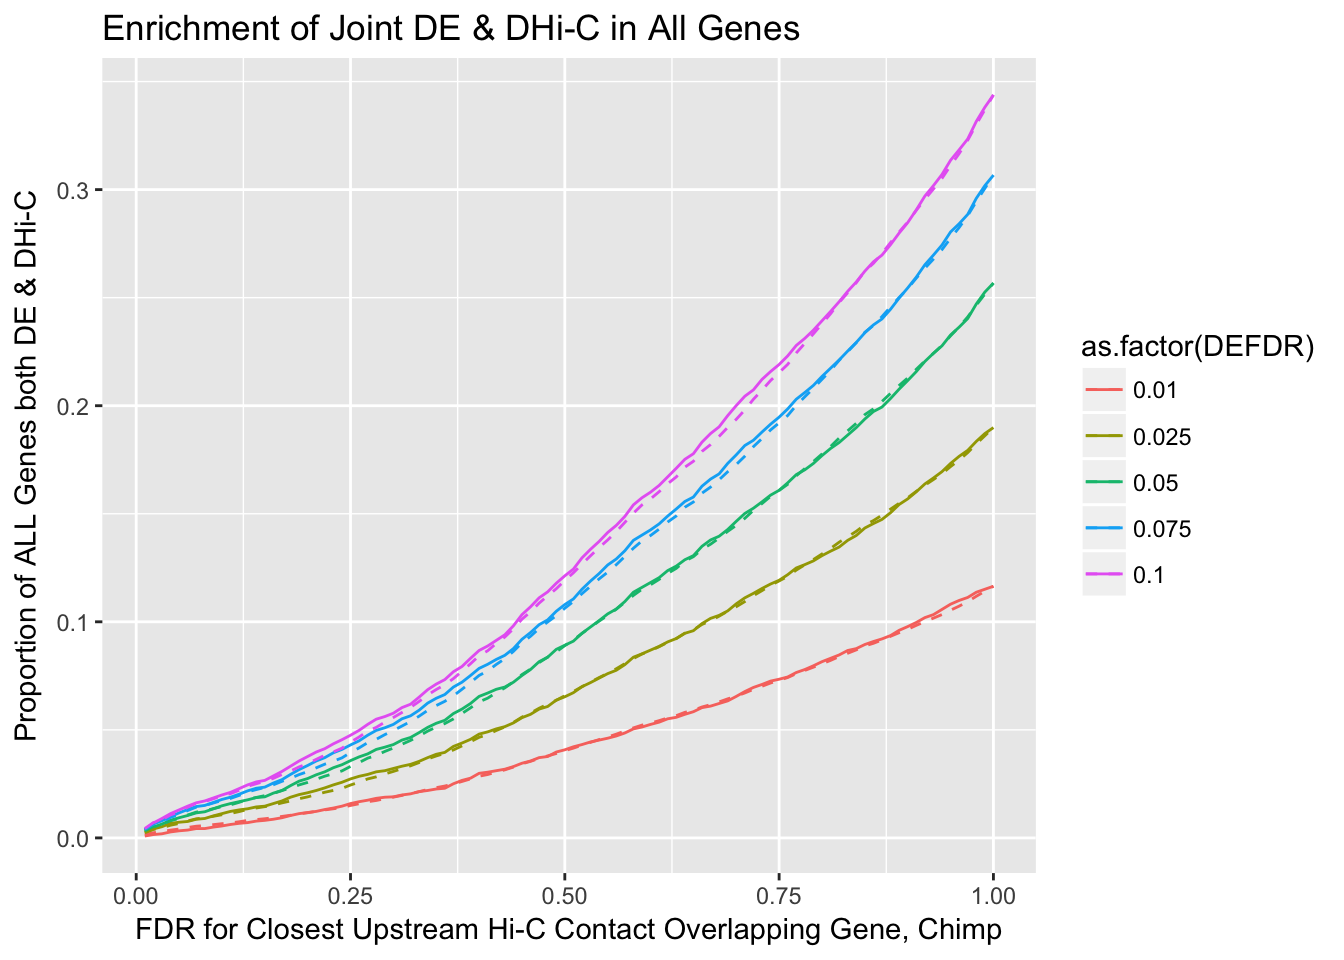 Enrichment of Joint DE & DHi-C in All Genes
Proportion of ALL Genes both DE & DHi-C
0.3
0.2
0.1
0.0
0.00 0.25 0.50 0.75 1.00
FDR for Closest Upstream Hi-C Contact Overlapping Gene, Chimp
as.factor(DEFDR)
0.01
0.025
0.05
0.075
0.1